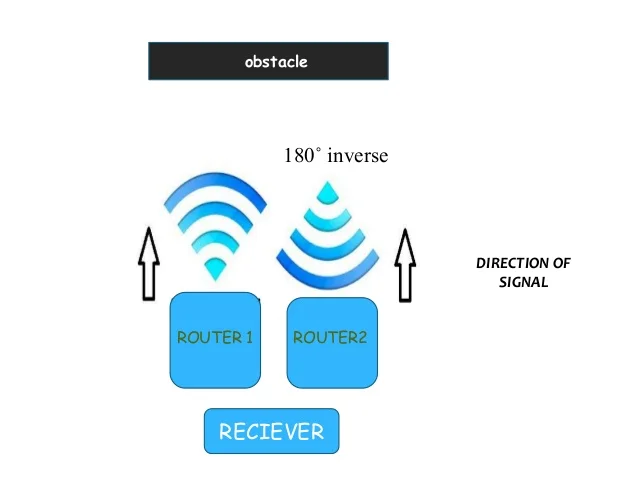 obstacle
180˚ inverse
DIRECTION OF
SIGNAL
ROUTER 1
ROUTER2
RECIEVER